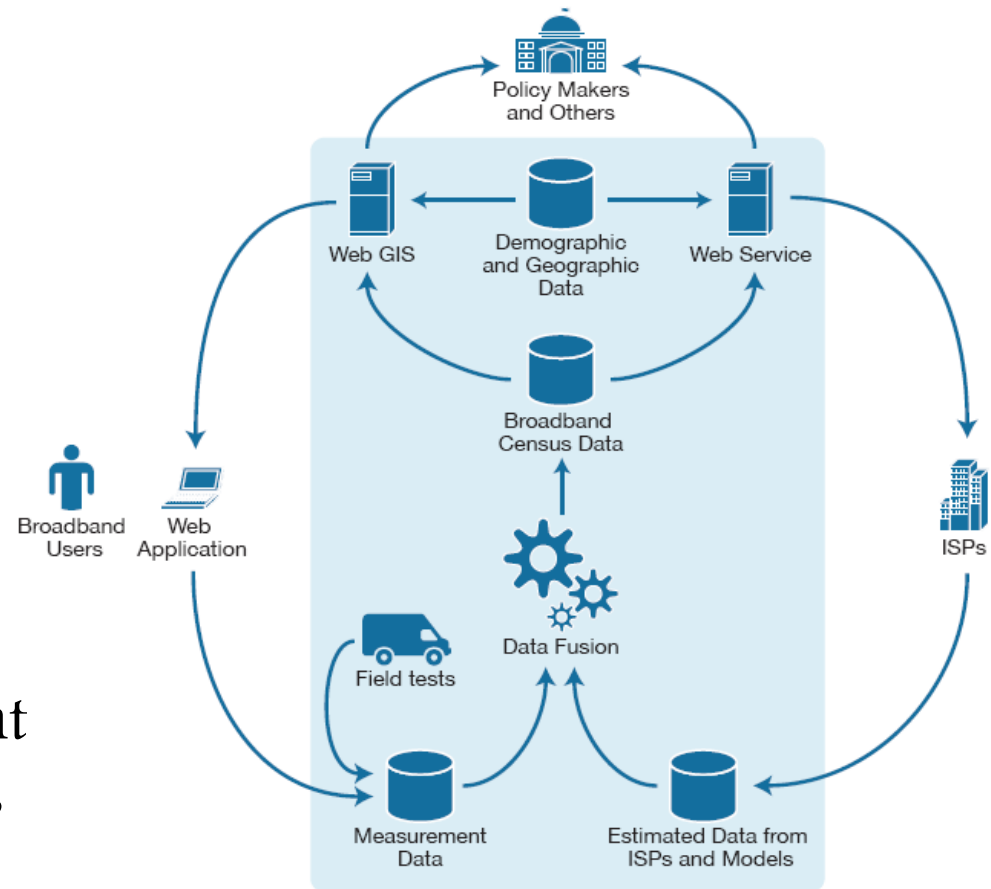 Policy Makers
and Others
Web GIS
Demographic
and Geographic
Data
Web Service
Broadband
Census Data
Broadband
Users
Web
Application
ISPs
Data Fusion
Field tests
Measurement
Data
Estimated Data from
ISPs and Models